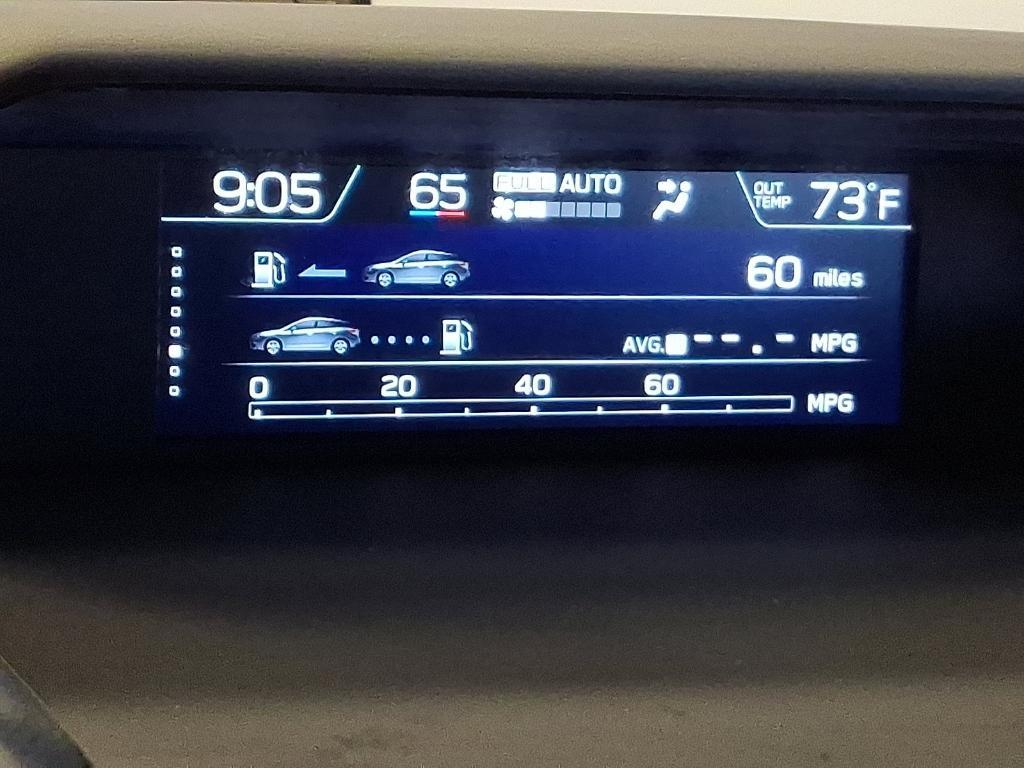 9:05 65 FULL AUTO OUT TEMP 73°F
60 miles
AVG. --.- MPG
0 20 40 60 MPG